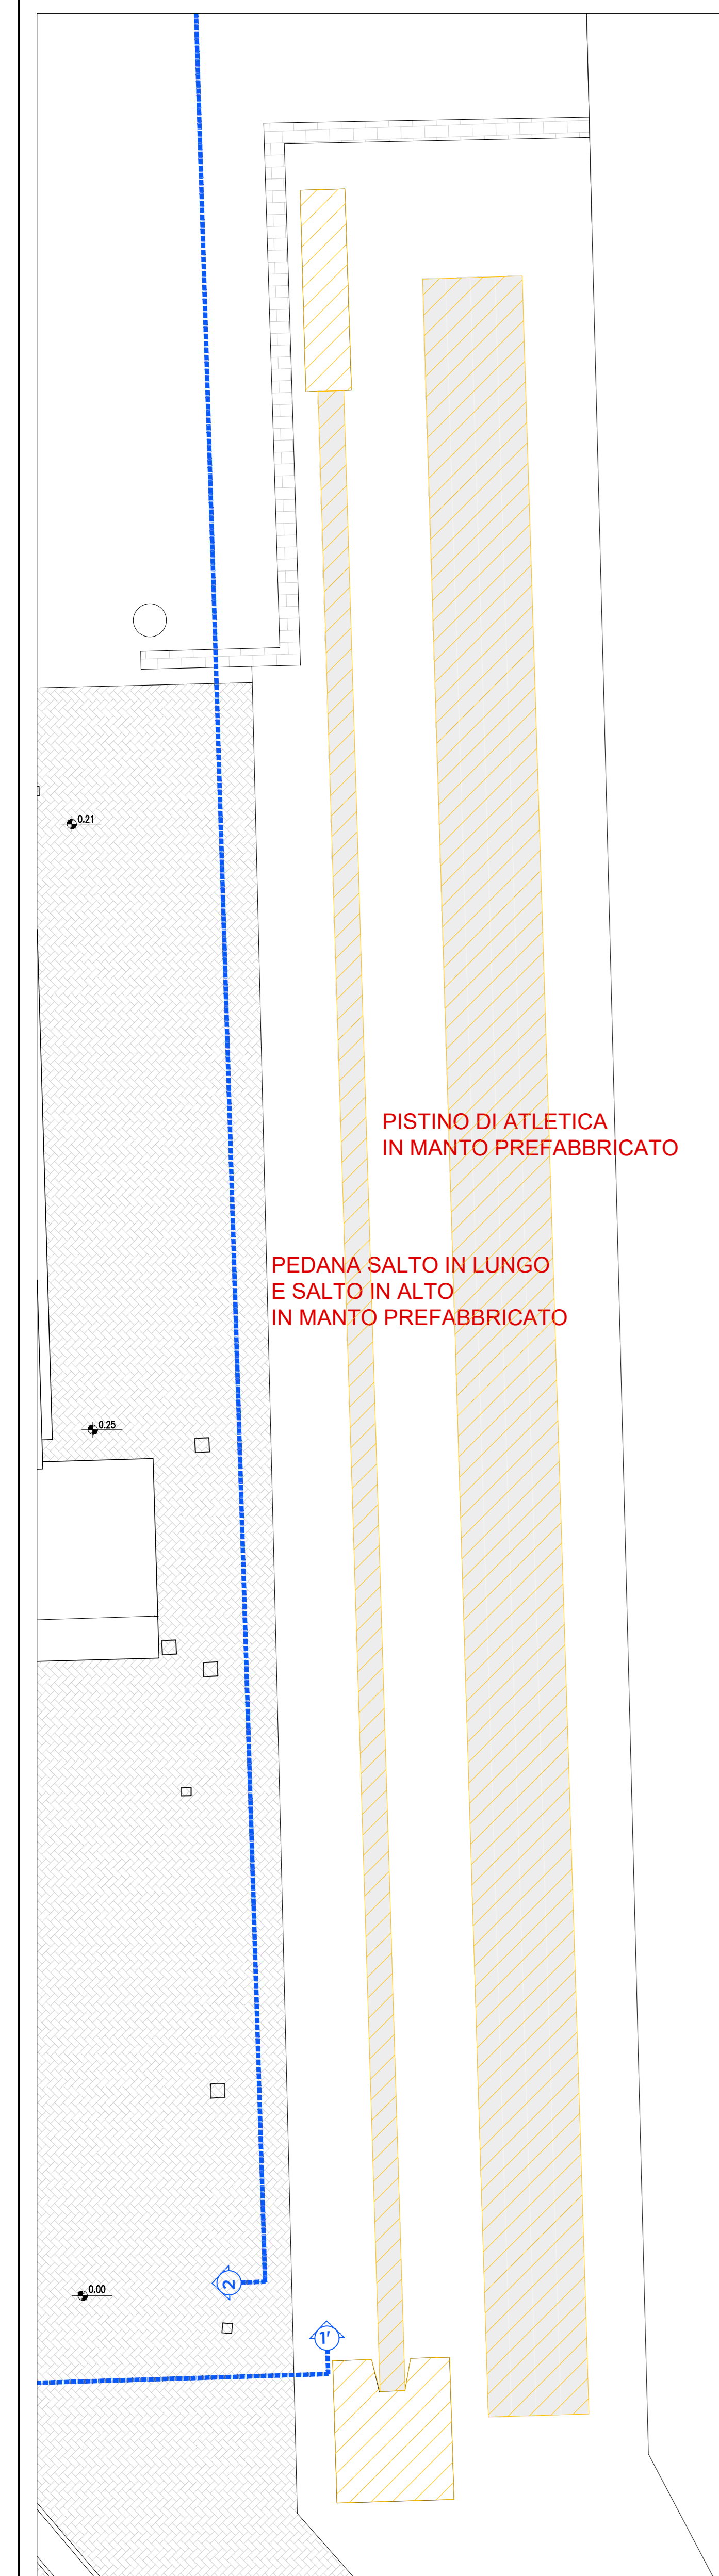 0.21
PISTINO DI ATLETICA
IN MANTO PREFABBRICATO
PEDANA SALTO IN LUNGO
E SALTO IN ALTO
IN MANTO PREFABBRICATO
0.25
2
0.00
1'